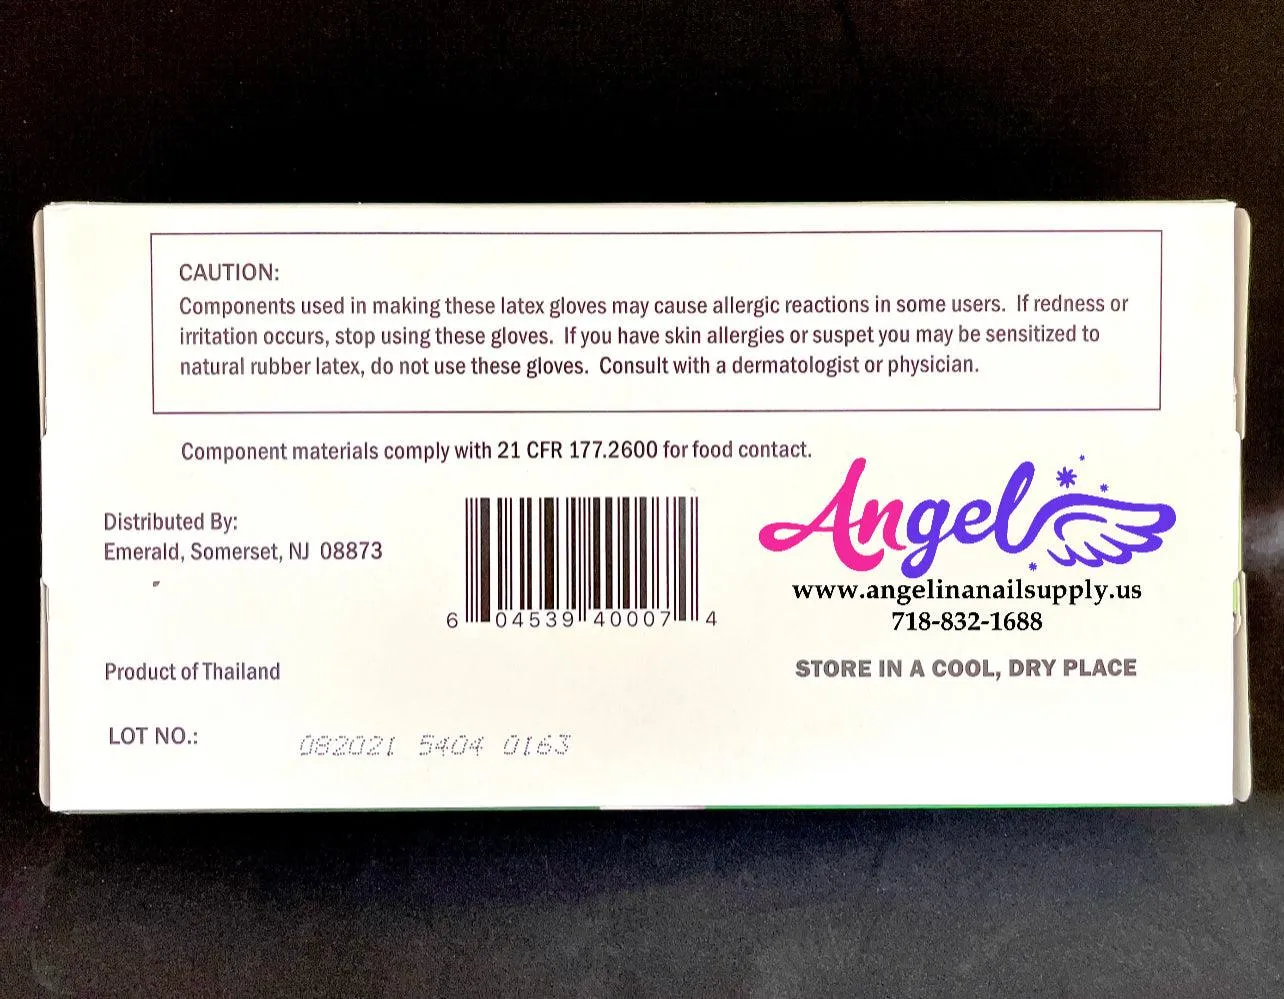 CAUTION:
Components used in making these latex gloves may cause allergic reactions in some users. If redness or
irritation occurs, stop using these gloves. If you have skin allergies or suspet you may be sensitized to
natural rubber latex, do not use these gloves. Consult with a dermatologist or physician.
Component materials comply with 21 CFR 177.2600 for food contact.
Distributed By:
Emerald, Somerset, NJ 08873
6 04539 40007 4
Angel
www.angelinanailsupply.us
718-832-1688
Product of Thailand
STORE IN A COOL, DRY PLACE
LOT NO.: 082021 5404 0163